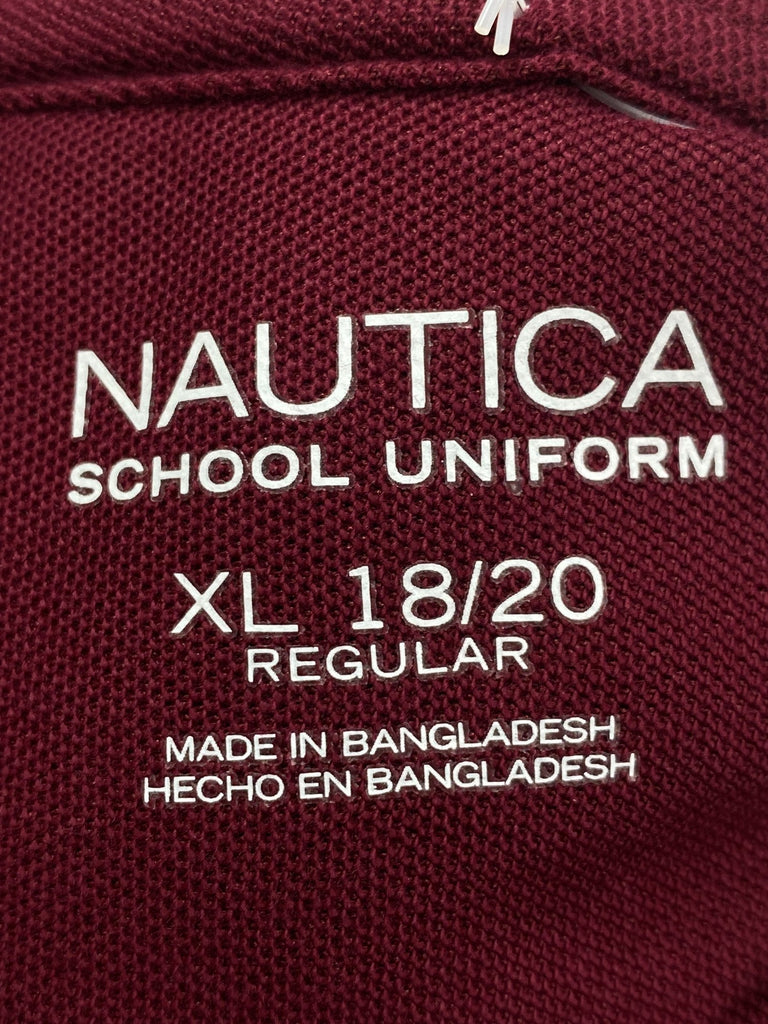 NAUTICA
SCHOOL UNIFORM
XL 18/20
REGULAR
MADE IN BANGLADESH
HECHO EN BANGLADESH